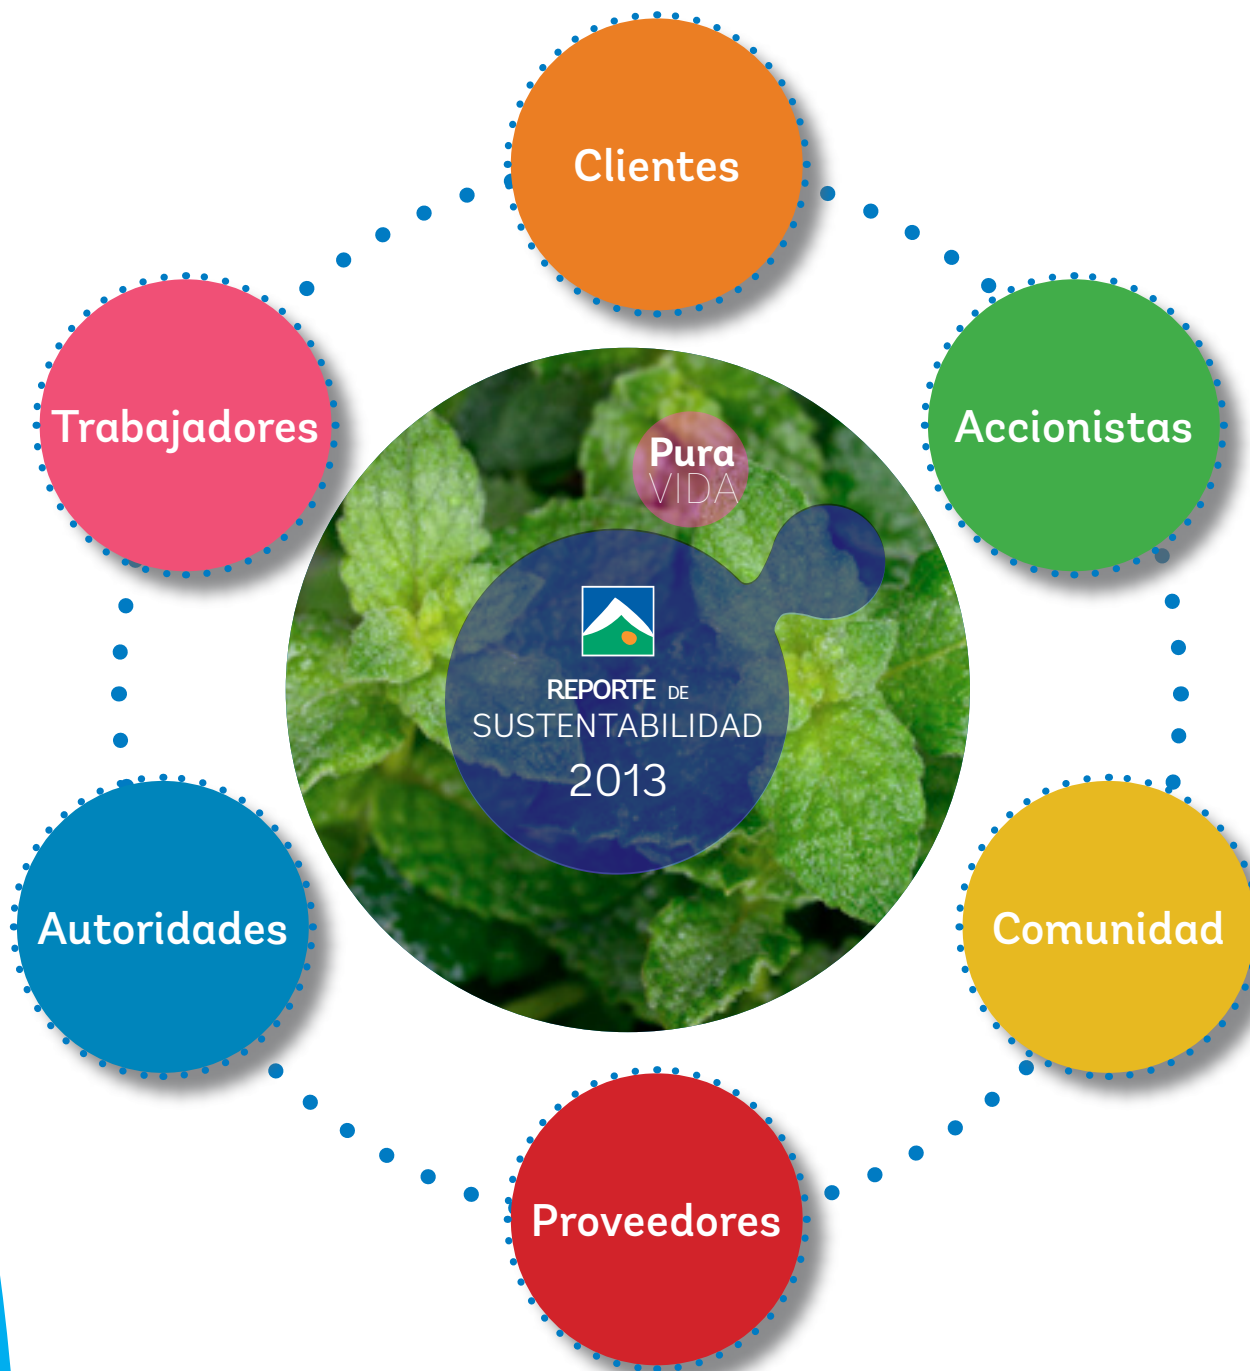 Clientes
Trabajadores
Accionistas
Pura
VIDA
REPORTE DE
SUSTENTABILIDAD
2013
Autoridades
Comunidad
Proveedores